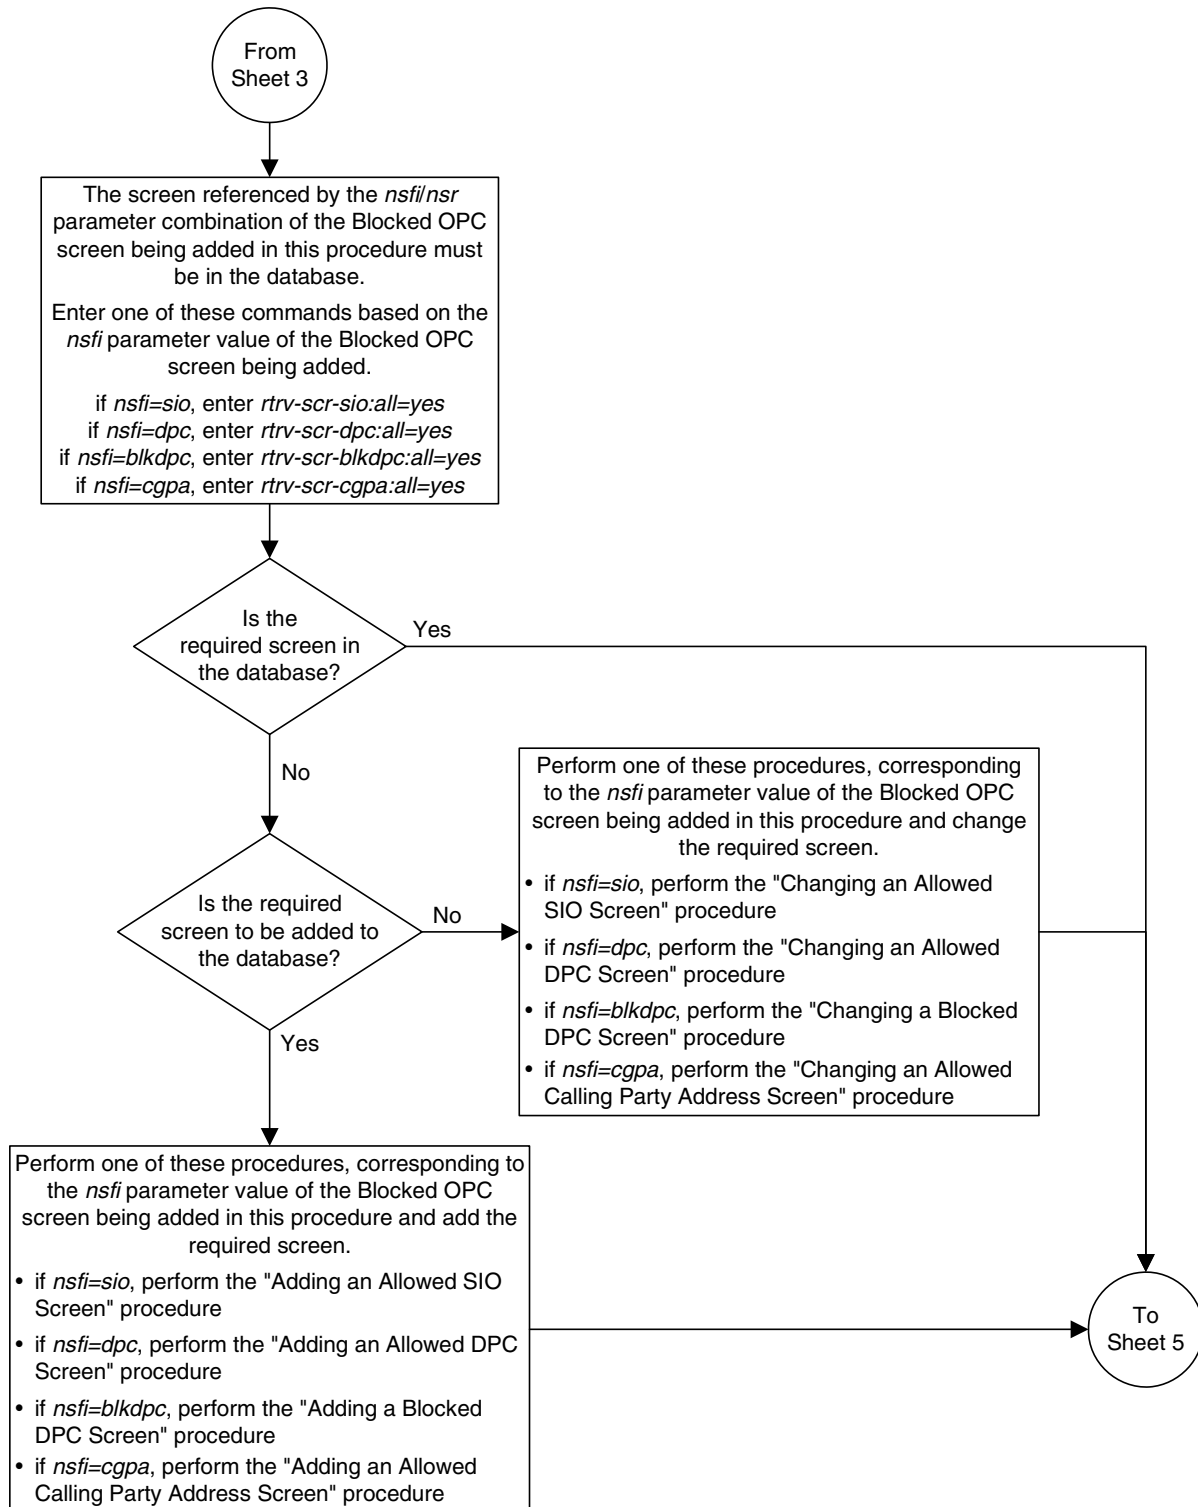 From
Sheet 3
The screen referenced by the nsfi/nsr
parameter combination of the Blocked OPC
screen being added in this procedure must
be in the database.
Enter one of these commands based on the
nsfi parameter value of the Blocked OPC
screen being added.
if nsfi=sio, enter rtrv-scr-sio:all=yes
if nsfi=dpc, enter rtrv-scr-dpc:all=yes
if nsfi=blkdpc, enter rtrv-scr-blkdpc:all=yes
if nsfi=cgpa, enter rtrv-scr-cgpa:all=yes
Is the
required screen in
the database?
Yes
No
Is the required
screen to be added to
the database?
No
Yes
Perform one of these procedures, corresponding
to the nsfi parameter value of the Blocked OPC
screen being added in this procedure and change
the required screen.
• if nsfi=sio, perform the "Changing an Allowed
SIO Screen" procedure
• if nsfi=dpc, perform the "Changing an Allowed
DPC Screen" procedure
• if nsfi=blkdpc, perform the "Changing a Blocked
DPC Screen" procedure
• if nsfi=cgpa, perform the "Changing an Allowed
Calling Party Address Screen" procedure
Perform one of these procedures, corresponding to
the nsfi parameter value of the Blocked OPC
screen being added in this procedure and add the
required screen.
• if nsfi=sio, perform the "Adding an Allowed SIO
Screen" procedure
• if nsfi=dpc, perform the "Adding an Allowed DPC
Screen" procedure
• if nsfi=blkdpc, perform the "Adding a Blocked
DPC Screen" procedure
• if nsfi=cgpa, perform the "Adding an Allowed
Calling Party Address Screen" procedure
To
Sheet 5